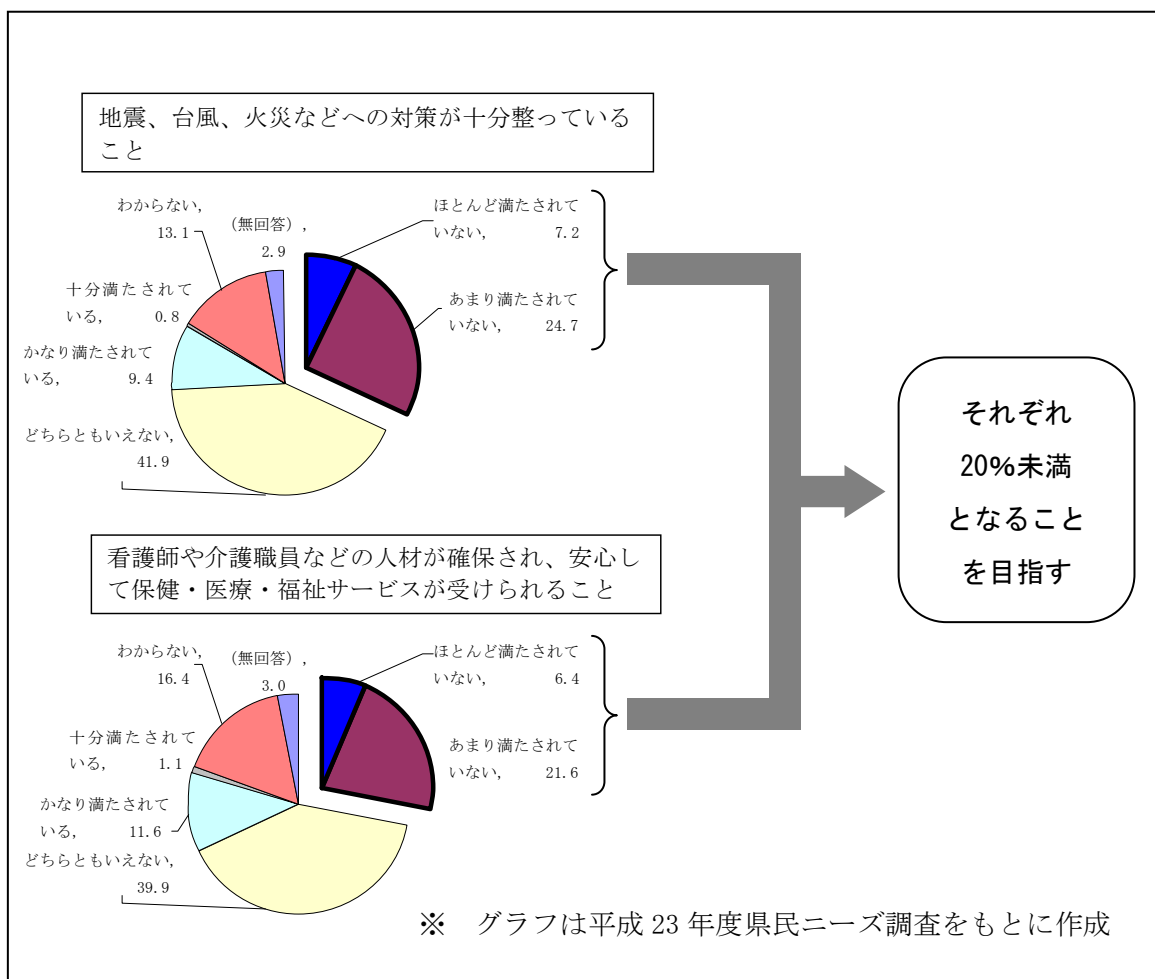 地震、台風、火災などへの対策が十分整っている
こと
わからない,
13.1
(無回答),
2.9
ほとんど満たされて
いない, 7.2
あまり満たされて
いない, 24.7
十分満たされて
いる, 0.8
かなり満たされて
いる, 9.4
どちらともいえない,
41.9
看護師や介護職員などの人材が確保され、安心し
て保健・医療・福祉サービスが受けられること
わからない,
16.4
(無回答),
3.0
ほとんど満たされて
いない, 6.4
あまり満たされて
いない, 21.6
十分満たされて
いる, 1.1
かなり満たされて
いる, 11.6
どちらともいえない,
39.9
それぞれ
20%未満
となること
を目指す
※ グラフは平成 23 年度県民ニーズ調査をもとに作成